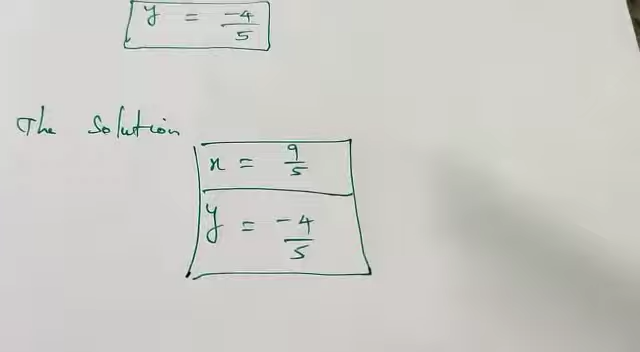 y = -4/5
The Solution
x = 9/5
y = -4/5